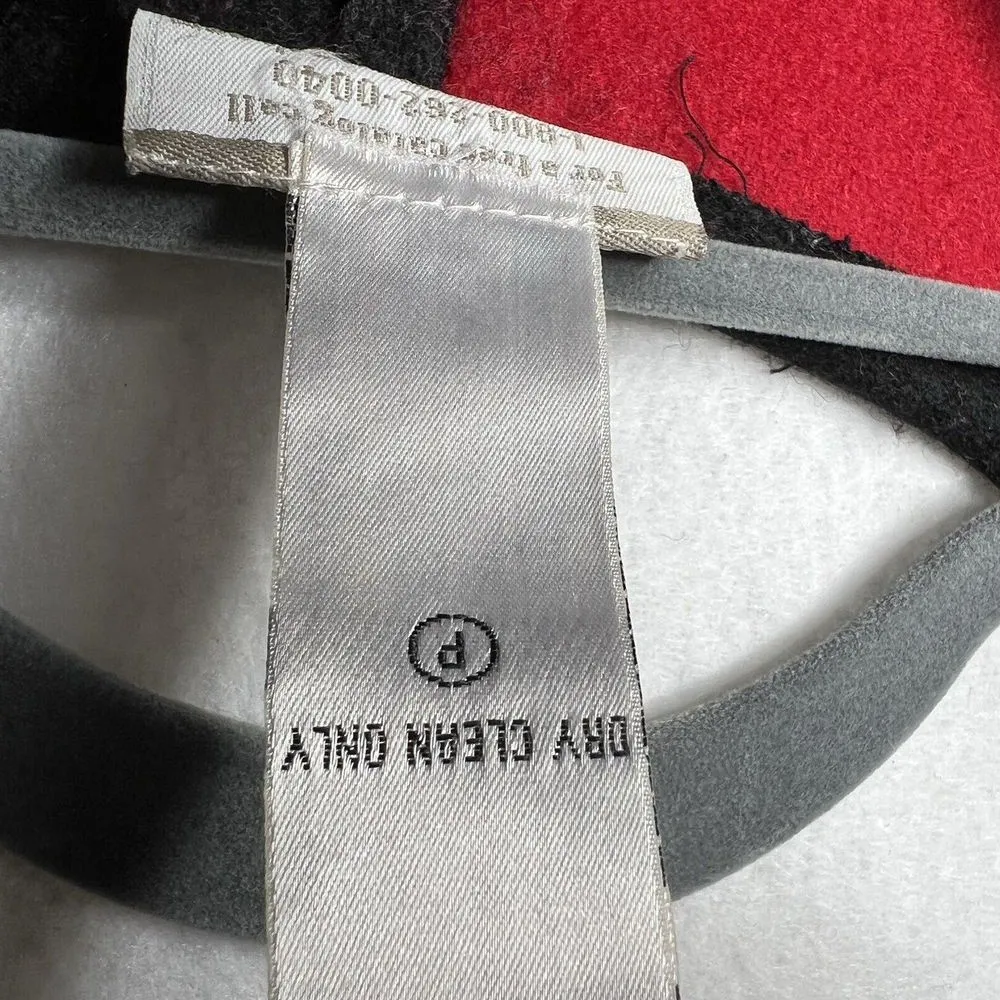 For a free catalog call
1-800-262-0040
DRY CLEAN ONLY
P